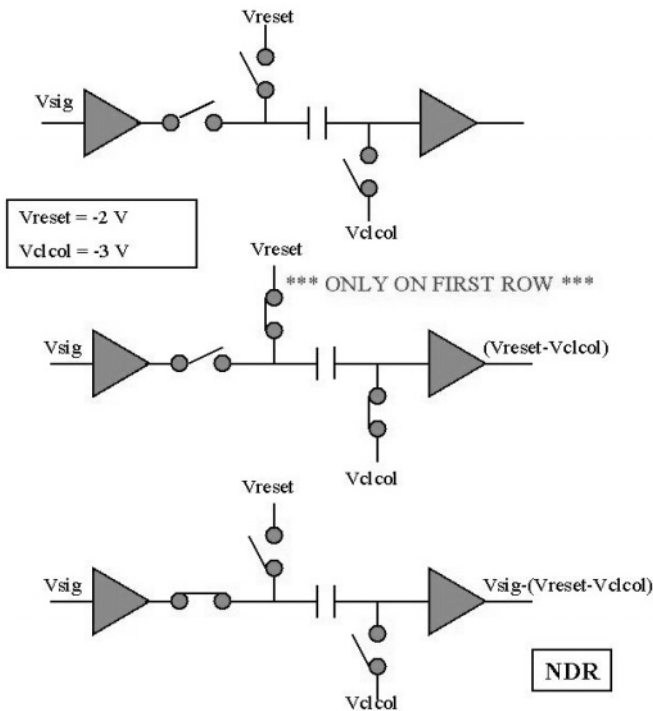 Vreset
Vsig
Vclcol
Vreset = -2 V
Vclcol = -3 V
Vreset
*** ONLY ON FIRST ROW ***
Vsig
(Vreset-Vclcol)
Vclcol
Vreset
Vsig
Vsig-(Vreset-Vclcol)
Vclcol
NDR